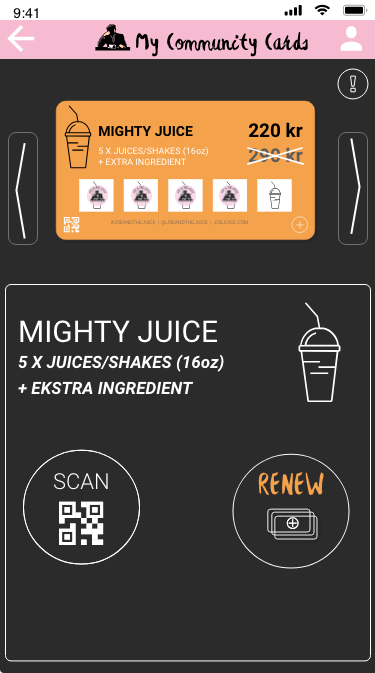 9:41
My Community Cards
MIGHTY JUICE
220 kr
5 X JUICES/SHAKES (16oz)
+ EXTRA INGREDIENT
290 kr
#JOEANDTHEJUICE | @JOEANDTHEJUICE | JOEJUICE.COM
MIGHTY JUICE
5 X JUICES/SHAKES (16oz)
+ EKSTRA INGREDIENT
SCAN
RENEW